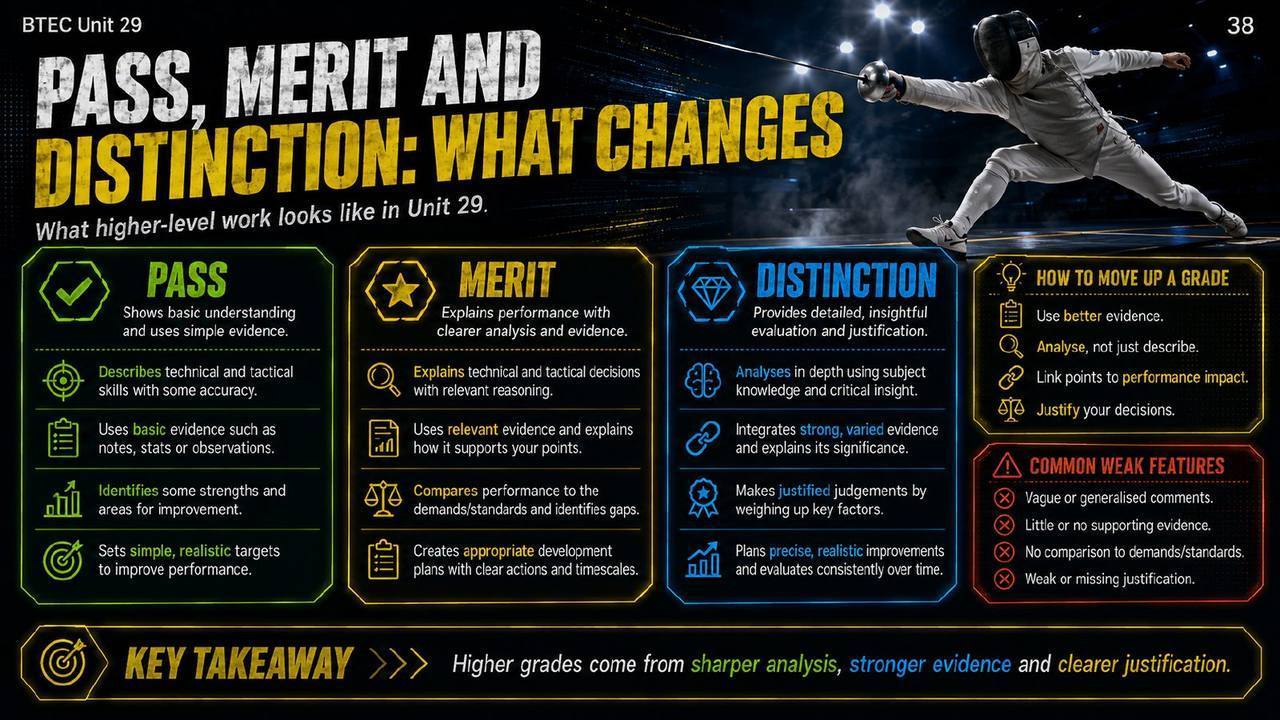 BTEC Unit 29
38
PASS, MERIT AND
DISTINCTION: WHAT CHANGES
What higher-level work looks like in Unit 29.
PASS
Shows basic understanding
and uses simple evidence.
Describes technical and tactical
skills with some accuracy.
Uses basic evidence such as
notes, stats or observations.
Identifies some strengths and
areas for improvement.
Sets simple, realistic targets
to improve performance.
MERIT
Explains performance with
clearer analysis and evidence.
Explains technical and tactical decisions
with relevant reasoning.
Uses relevant evidence and explains
how it supports your points.
Compares performance to the
demands/standards and identifies gaps.
Creates appropriate development
plans with clear actions and timescales.
DISTINCTION
Provides detailed, insightful
evaluation and justification.
Analyses in depth using subject
knowledge and critical insight.
Integrates strong, varied evidence
and explains its significance.
Makes justified judgements by
weighing up key factors.
Plans precise, realistic improvements
and evaluates consistently over time.
HOW TO MOVE UP A GRADE
Use better evidence.
Analyse, not just describe.
Link points to performance impact.
Justify your decisions.
COMMON WEAK FEATURES
Vague or generalised comments.
Little or no supporting evidence.
No comparison to demands/standards.
Weak or missing justification.
KEY TAKEAWAY
Higher grades come from sharper analysis, stronger evidence and clearer justification.